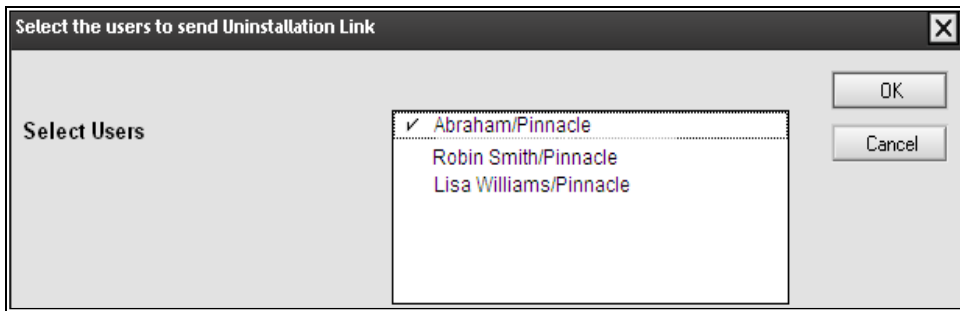 Select the users to send Uninstallation Link
OK
Select Users
✓ Abraham/Pinnacle
Cancel
Robin Smith/Pinnacle
Lisa Williams/Pinnacle